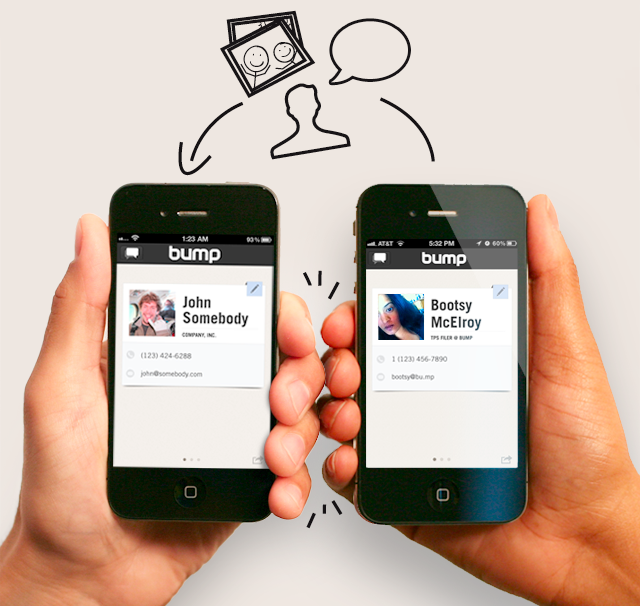 1:23 AM 93%
bump
John
Somebody
COMPANY, INC.
(123) 424-6288
john@somebody.com
AT&T 5:32 PM 60%
bump
Bootsy
McElroy
TPS FILER @ BUMP
1 (123) 456-7890
bootsy@bu.mp